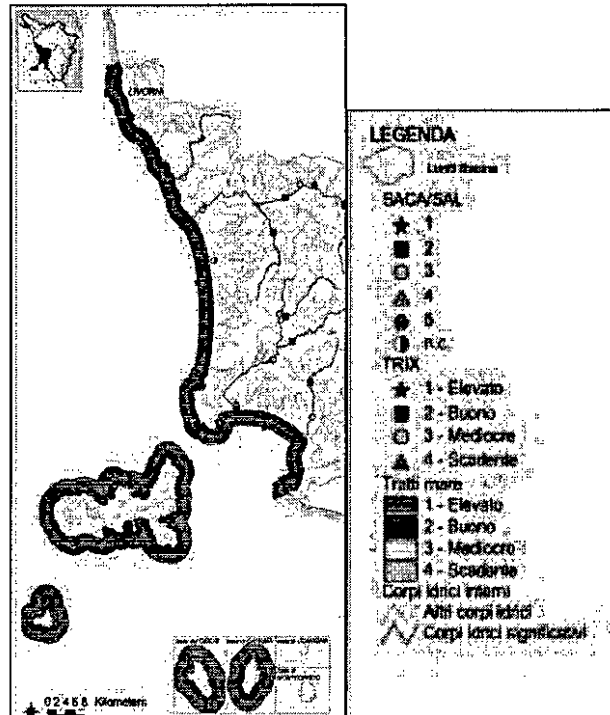 LIVORNO
LEGENDA
SACA/SAL
1
2
3
4
5
n.c.
TRIX
1 - Elevato
2 - Buono
3 - Mediocre
4 - Scadente
Tratti mare
1 - Elevato
2 - Buono
3 - Mediocre
4 - Scadente
Corpi idrici interni
Altri corpi idrici
Corpi idrici significativi
0 2 4 6 8 Kilometers